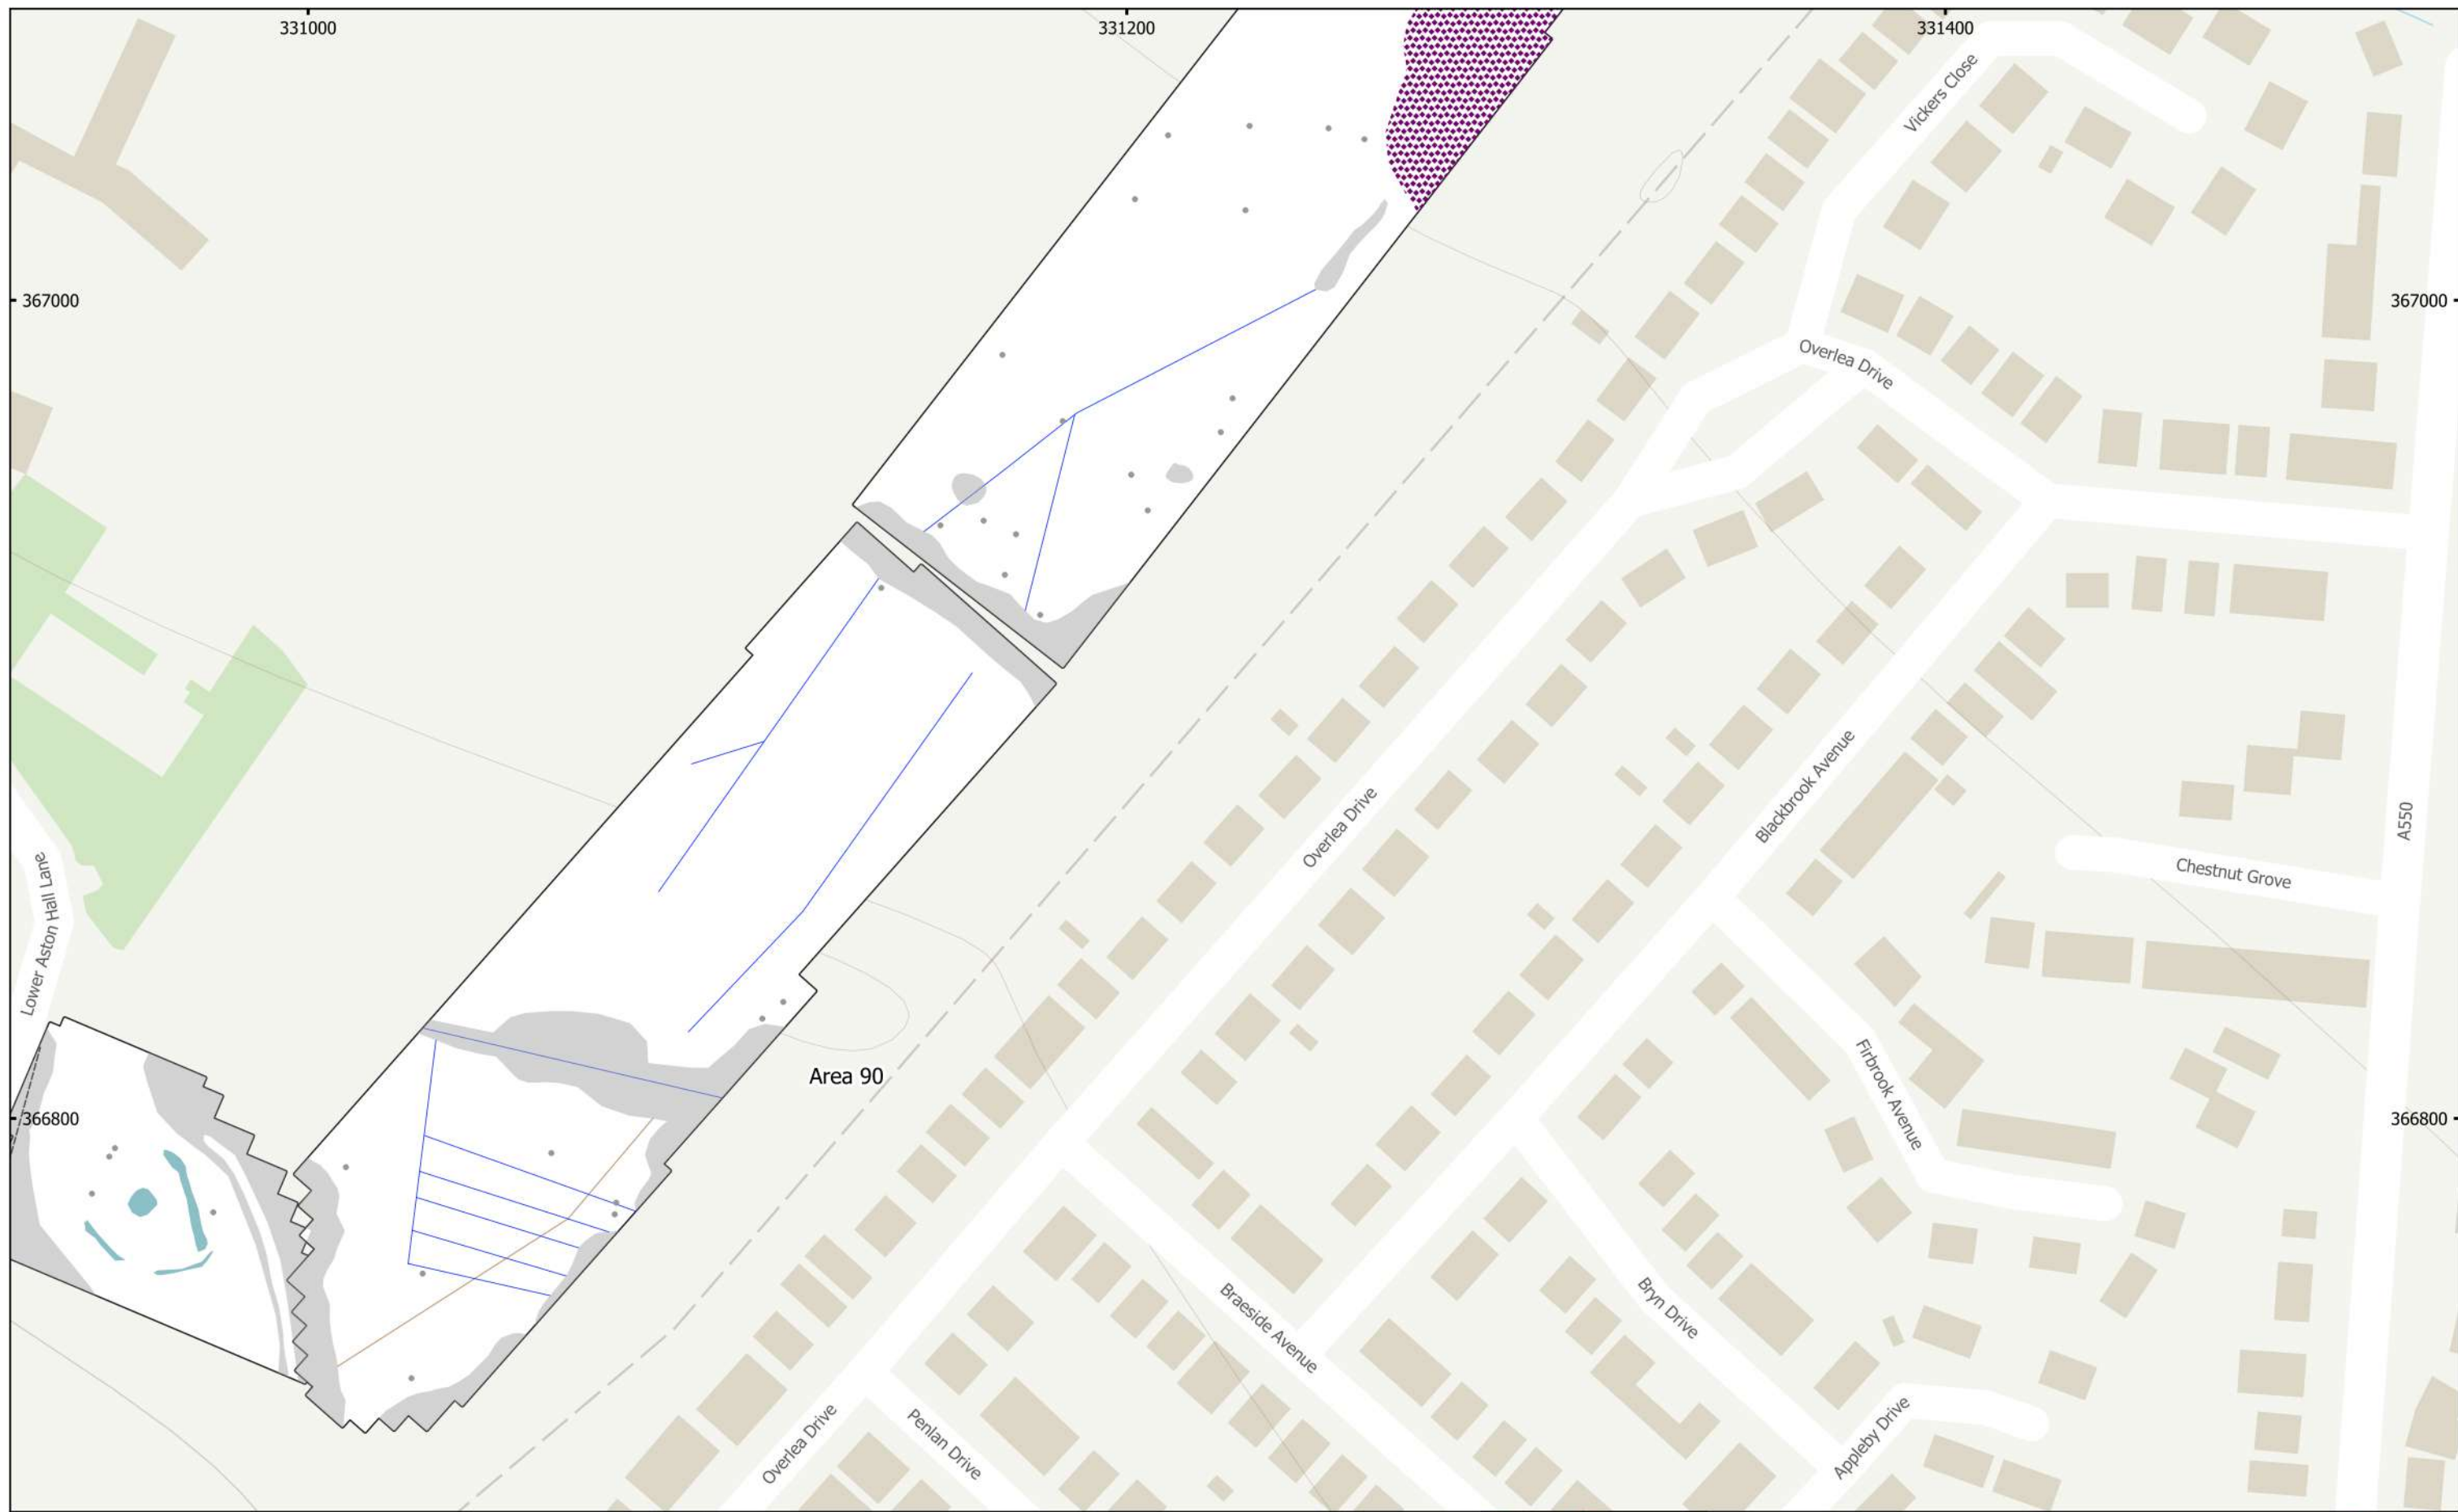 331000
331200
331400
Vickers Close
367000
367000
Overlea Drive
Blackbrook Avenue
Overlea Drive
A550
Chestnut Grove
Lower Aston Hall Lane
Area 90
366800
366800
Firbrook Avenue
Bryn Drive
Braeside Avenue
Overlea Drive
Penlan Drive
Appleby Drive